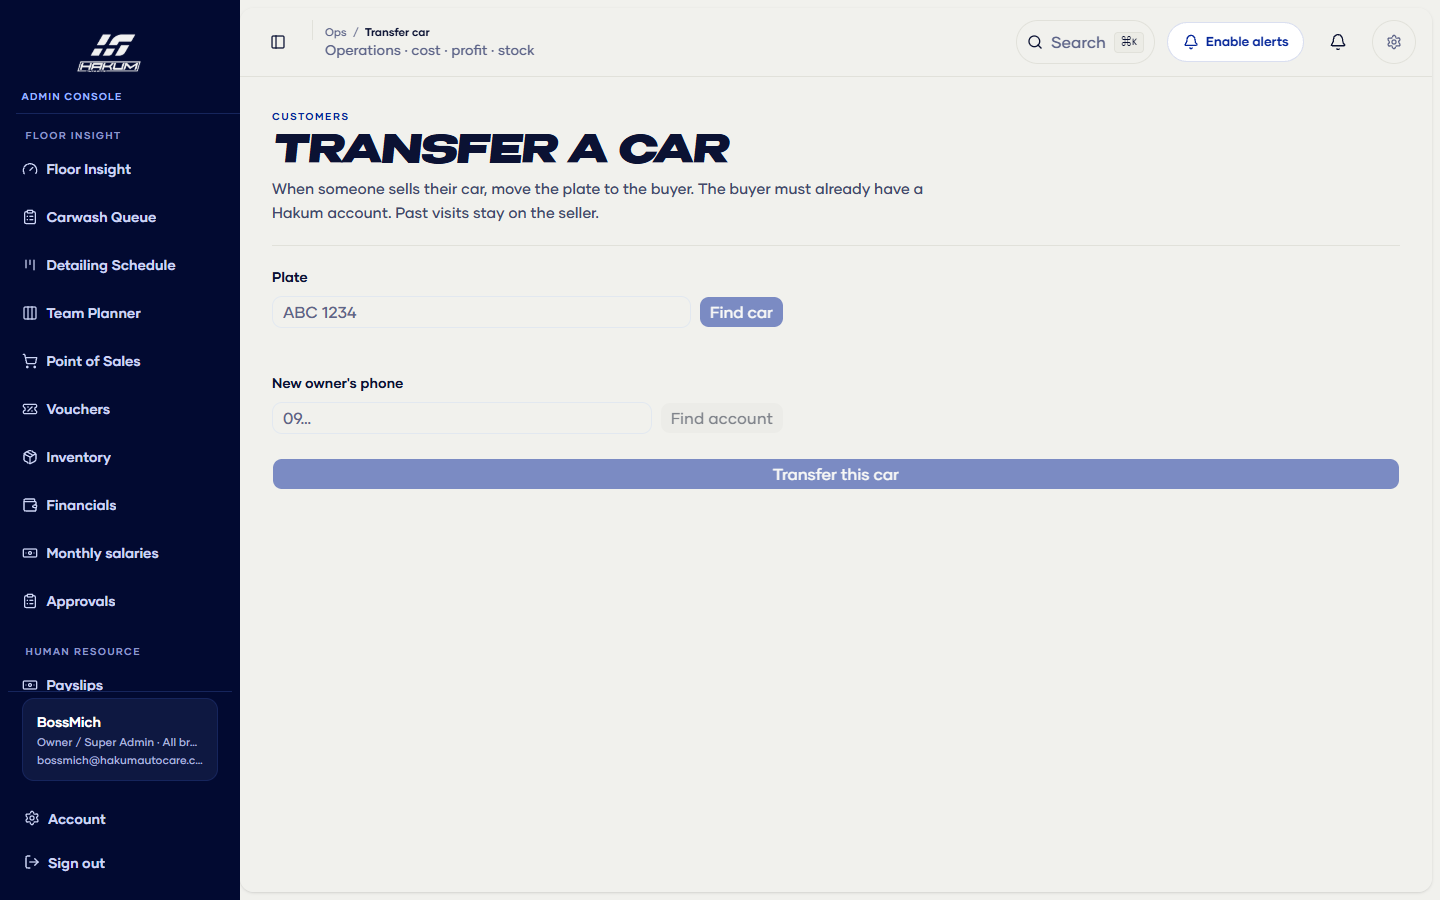 HAKUM
ADMIN CONSOLE
FLOOR INSIGHT
Floor Insight
Carwash Queue
Detailing Schedule
Team Planner
Point of Sales
Vouchers
Inventory
Financials
Monthly salaries
Approvals
HUMAN RESOURCE
Payslips
BossMich
Owner / Super Admin · All br...
bossmich@hakumautocare.c...
Account
Sign out
Ops / Transfer car
Operations · cost · profit · stock
Search ⌘K
Enable alerts
CUSTOMERS
TRANSFER A CAR
When someone sells their car, move the plate to the buyer. The buyer must already have a
Hakum account. Past visits stay on the seller.
Plate
ABC 1234
Find car
New owner's phone
09...
Find account
Transfer this car